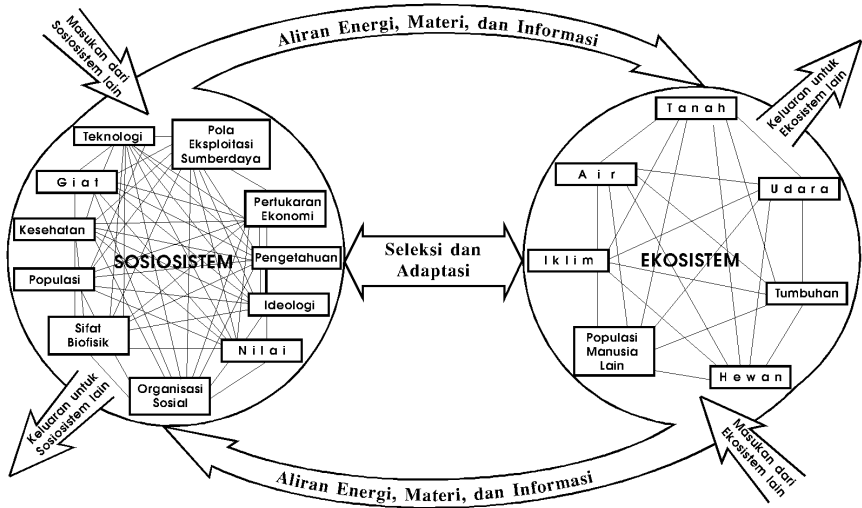 Aliran Energi, Materi, dan Informasi
Masukan dari
Sosiosistem lain
Keluaran untuk
Ekosistem lain
Teknologi
Pola
Eksploitasi
Sumberdaya
Giat
Pertukaran
Ekonomi
Kesehatan
SOSIOSISTEM
Pengetahuan
Populasi
Ideologi
Sifat
Biofisik
Nilai
Organisasi
Sosial
Seleksi dan
Adaptasi
Tanah
Air
Udara
Iklim
EKOSISTEM
Tumbuhan
Populasi
Manusia
Lain
Hewan
Keluaran untuk
Sosiosistem lain
Masukan dari
Ekosistem lain
Aliran Energi, Materi, dan Informasi